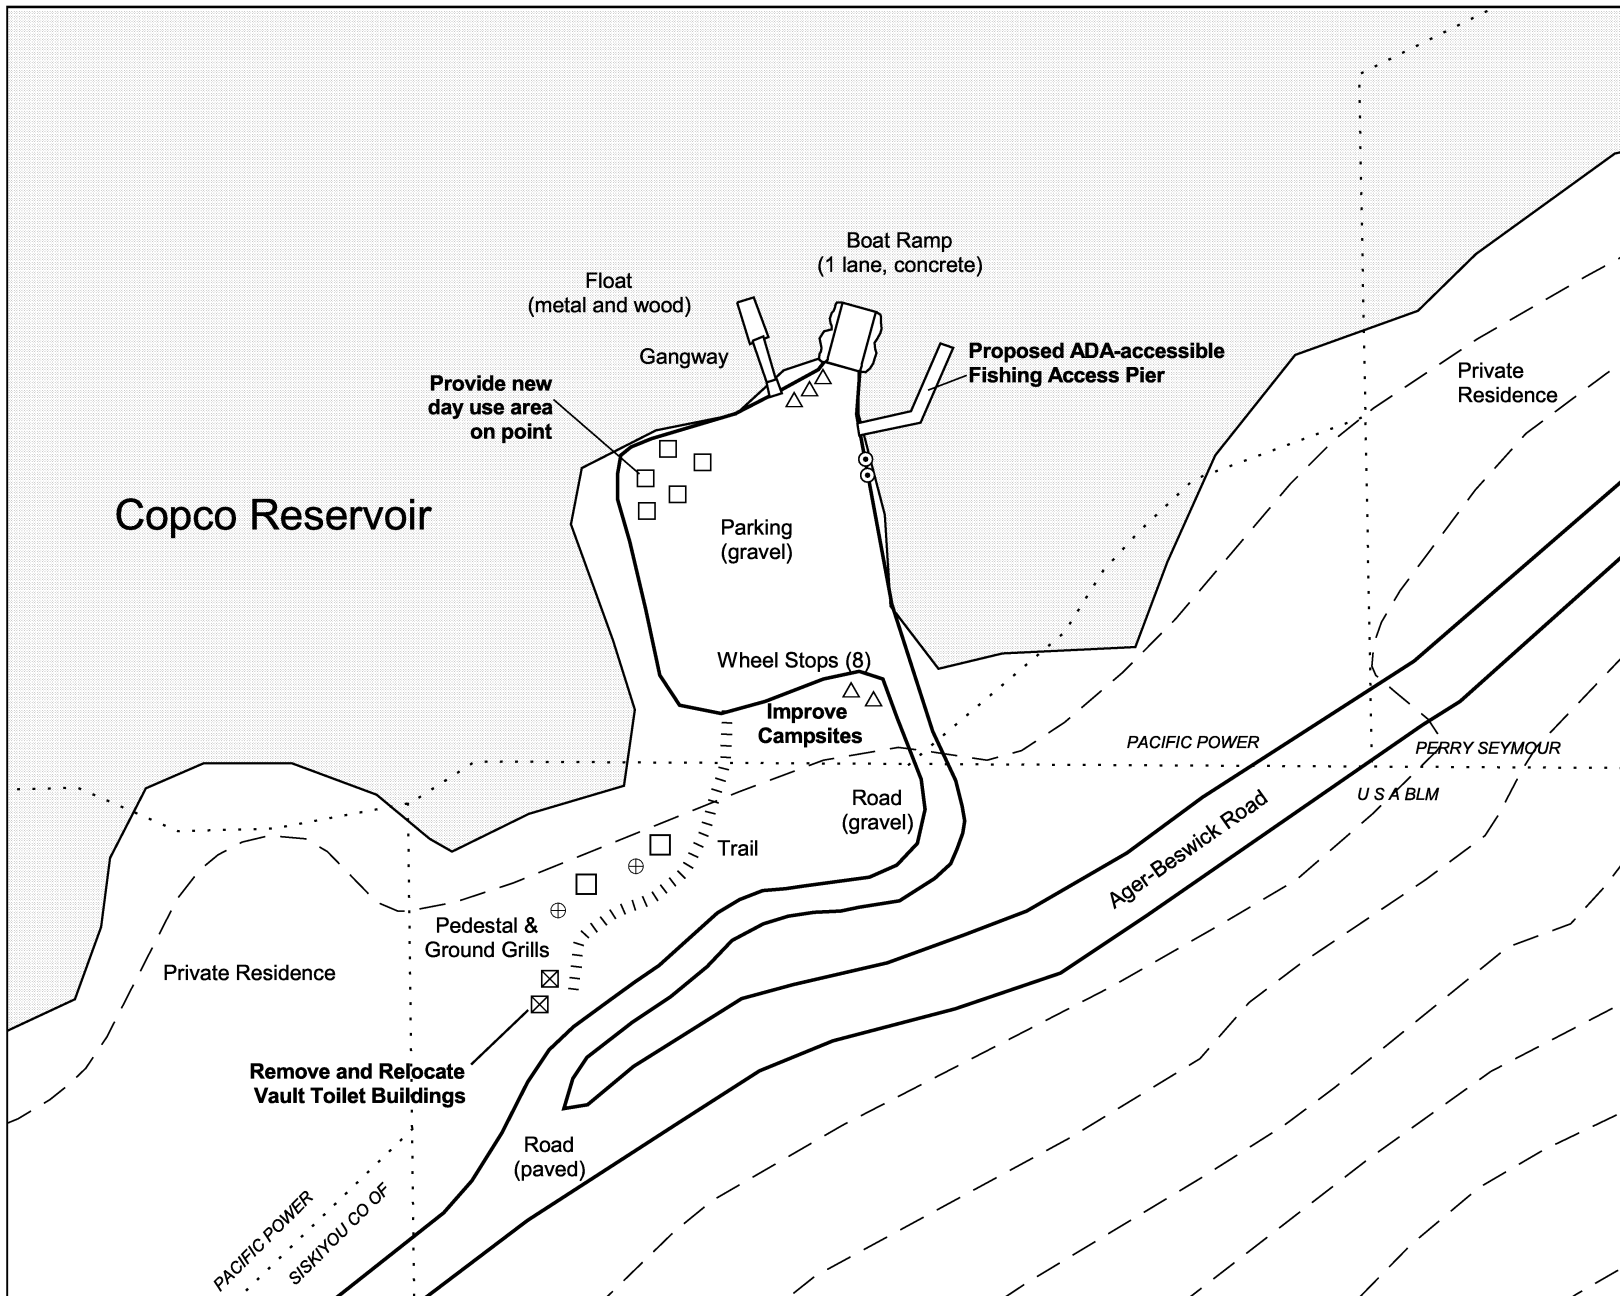 Boat Ramp
(1 lane, concrete)
Float
(metal and wood)
Gangway
Proposed ADA-accessible
Fishing Access Pier
Private
Residence
Provide new
day use area
on point
Copco Reservoir
Parking
(gravel)
Wheel Stops (8)
Improve
Campsites
PACIFIC POWER
PERRY SEYMOUR
U S A BLM
Road
(gravel)
Ager-Beswick Road
Trail
Pedestal &
Ground Grills
Private Residence
Remove and Relocate
Vault Toilet Buildings
Road
(paved)
PACIFIC POWER
SISKIYOU CO OF